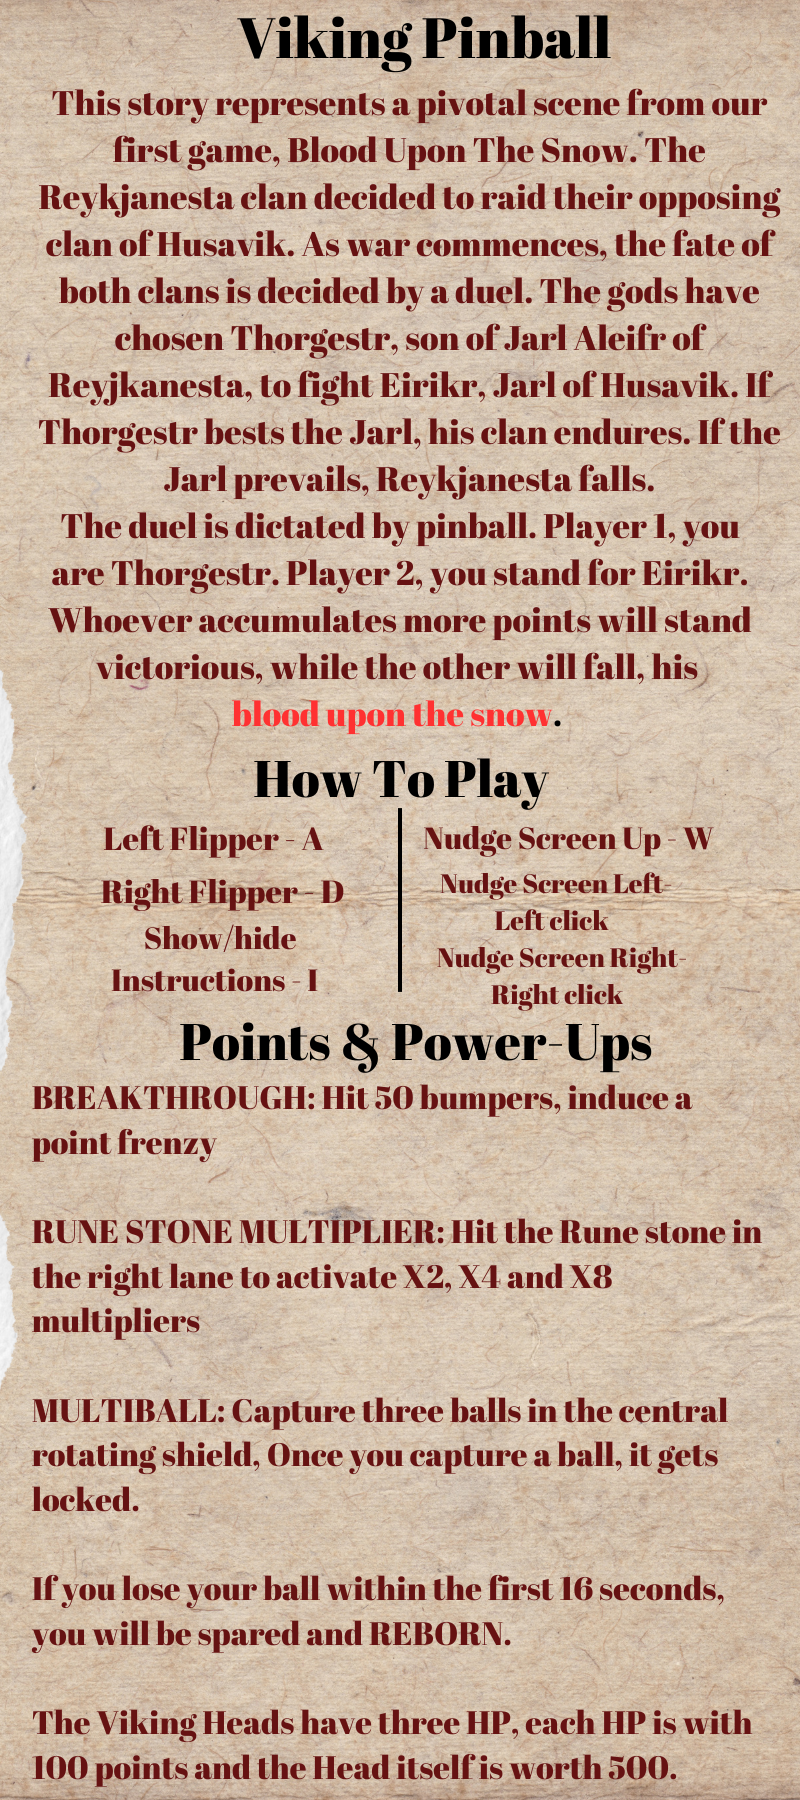 Viking Pinball
This story represents a pivotal scene from our
first game, Blood Upon The Snow. The
Reykjanesta clan decided to raid their opposing
clan of Husavik. As war commences, the fate of
both clans is decided by a duel. The gods have
chosen Thorgestr, son of Jarl Aleifr of
Reyjkanesta, to fight Eirikr, Jarl of Husavik. If
Thorgestr bests the Jarl, his clan endures. If the
Jarl prevails, Reykjanesta falls.
The duel is dictated by pinball. Player 1, you
are Thorgestr. Player 2, you stand for Eirikr.
Whoever accumulates more points will stand
victorious, while the other will fall, his
blood upon the snow.
How To Play
Left Flipper - A
Right Flipper - D
Show/hide
Instructions - I
Nudge Screen Up - W
Nudge Screen Left-
Left click
Nudge Screen Right-
Right click
Points & Power-Ups
BREAKTHROUGH: Hit 50 bumpers, induce a
point frenzy
RUNE STONE MULTIPLIER: Hit the Rune stone in
the right lane to activate X2, X4 and X8
multipliers
MULTIBALL: Capture three balls in the central
rotating shield, Once you capture a ball, it gets
locked.
If you lose your ball within the first 16 seconds,
you will be spared and REBORN.
The Viking Heads have three HP, each HP is with
100 points and the Head itself is worth 500.